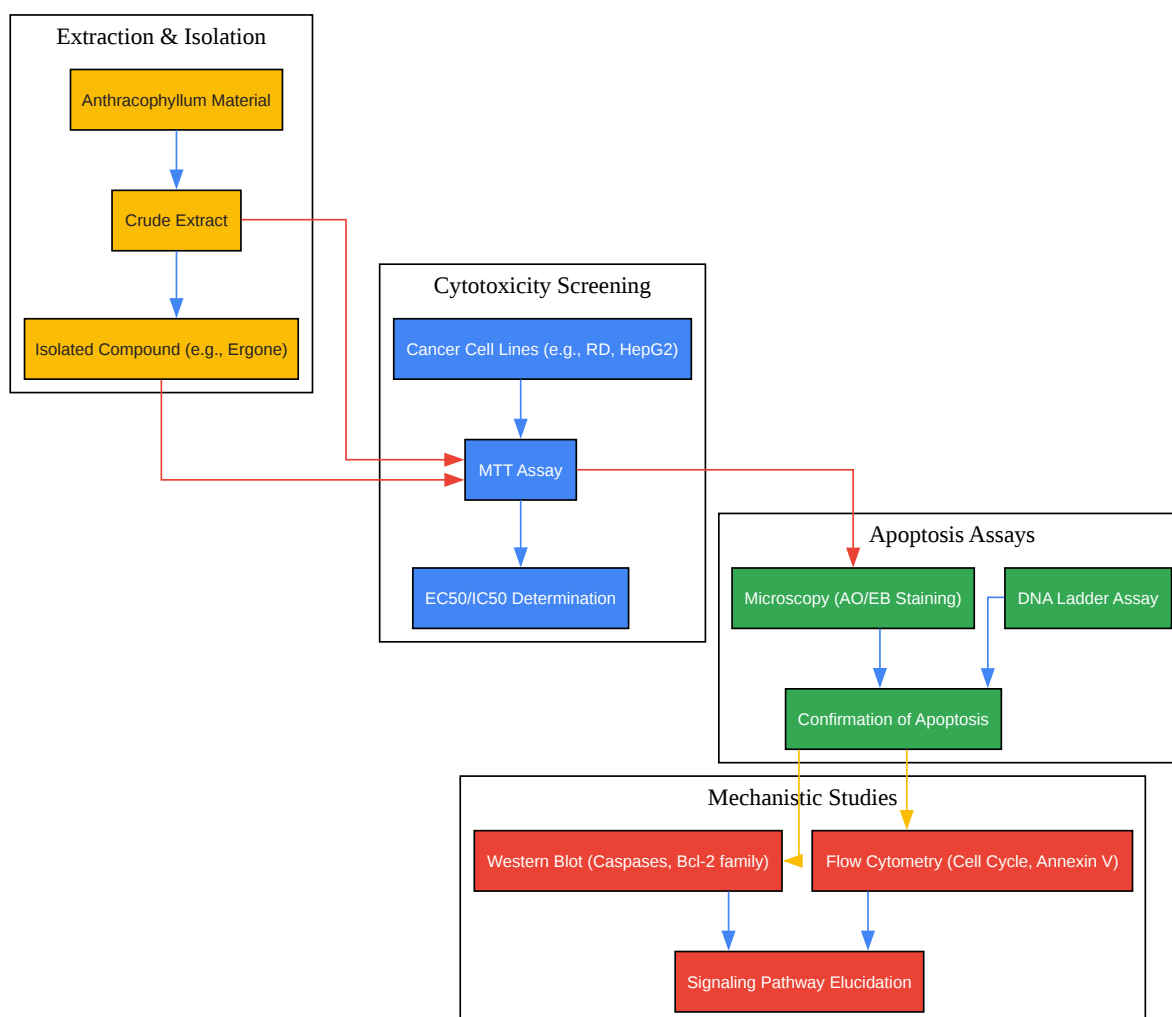 Extraction & Isolation
Anthracophyllum Material
Crude Extract
Isolated Compound (e.g., Ergone)
Cytotoxicity Screening
Cancer Cell Lines (e.g., RD, HepG2)
MTT Assay
EC50/IC50 Determination
Apoptosis Assays
Microscopy (AO/EB Staining)
DNA Ladder Assay
Confirmation of Apoptosis
Mechanistic Studies
Western Blot (Caspases, Bcl-2 family)
Flow Cytometry (Cell Cycle, Annexin V)
Signaling Pathway Elucidation